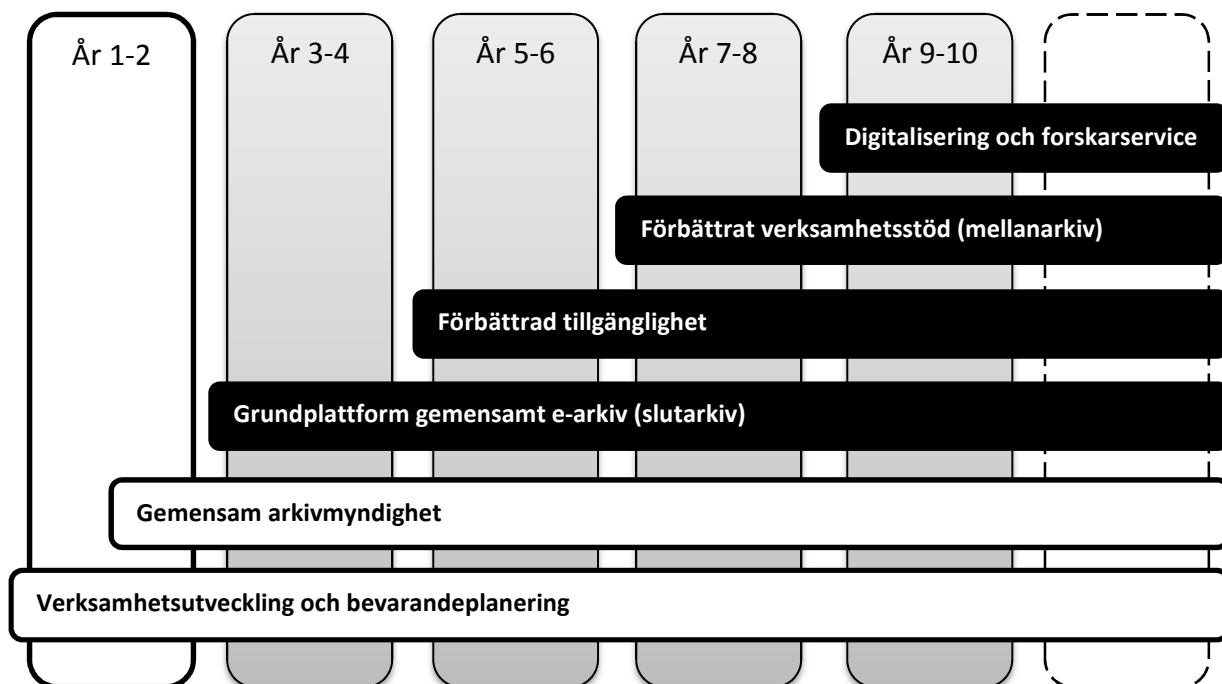 År 1-2
År 3-4
År 5-6
År 7-8
År 9-10
Digitalisering och forskarservice
Förbättrat verksamhetsstöd (mellanarkiv)
Förbättrad tillgänglighet
Grundplattform gemensamt e-arkiv (slutarkiv)
Gemensam arkivmyndighet
Verksamhetsutveckling och bevarandeplanering